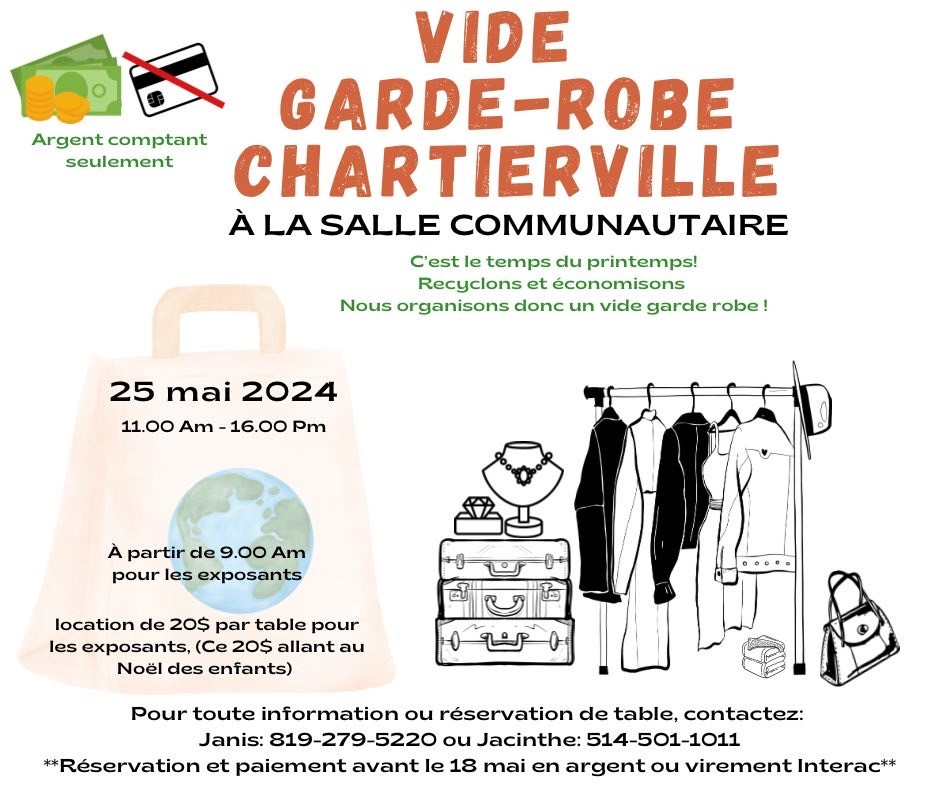 VIDE
GARDE-ROBE
CHARTIERVILLE
À LA SALLE COMMUNAUTAIRE
Argent comptant
seulement
C'est le temps du printemps!
Recyclons et économisons
Nous organisons donc un vide garde robe !
25 mai 2024
11.00 Am - 16.00 Pm
À partir de 9.00 Am
pour les exposants
location de 20$ par table pour
les exposants, (Ce 20$ allant au
Noël des enfants)
Pour toute information ou réservation de table, contactez:
Janis: 819-279-5220 ou Jacinthe: 514-501-1011
**Réservation et paiement avant le 18 mai en argent ou virement Interac**